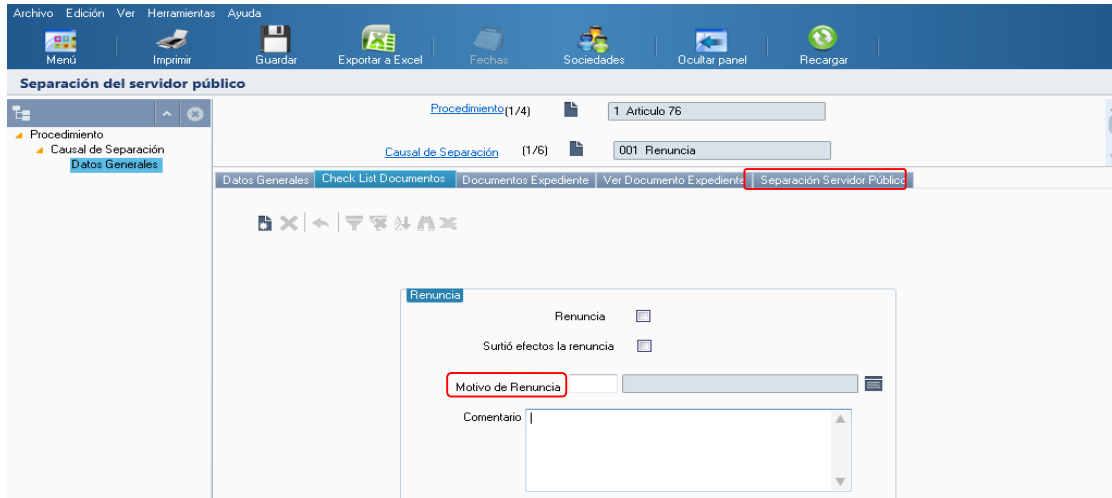 Archivo Edición Ver Herramientas Ayuda
Menú Imprimir Guardar Exportar a Excel Fechas Sociedades Ocultar panel Recargar
Separación del servidor público
Procedimiento (1/4) 1 Articulo 76
Procedimiento
Causal de Separación (1/6) 001 Renuncia
Causal de Separación
Datos Generales
Datos Generales Check List Documentos Documentos Expediente Ver Documento Expediente Separación Servidor Público
Renuncia
Renuncia
Surtió efectos la renuncia
Motivo de Renuncia
Comentario